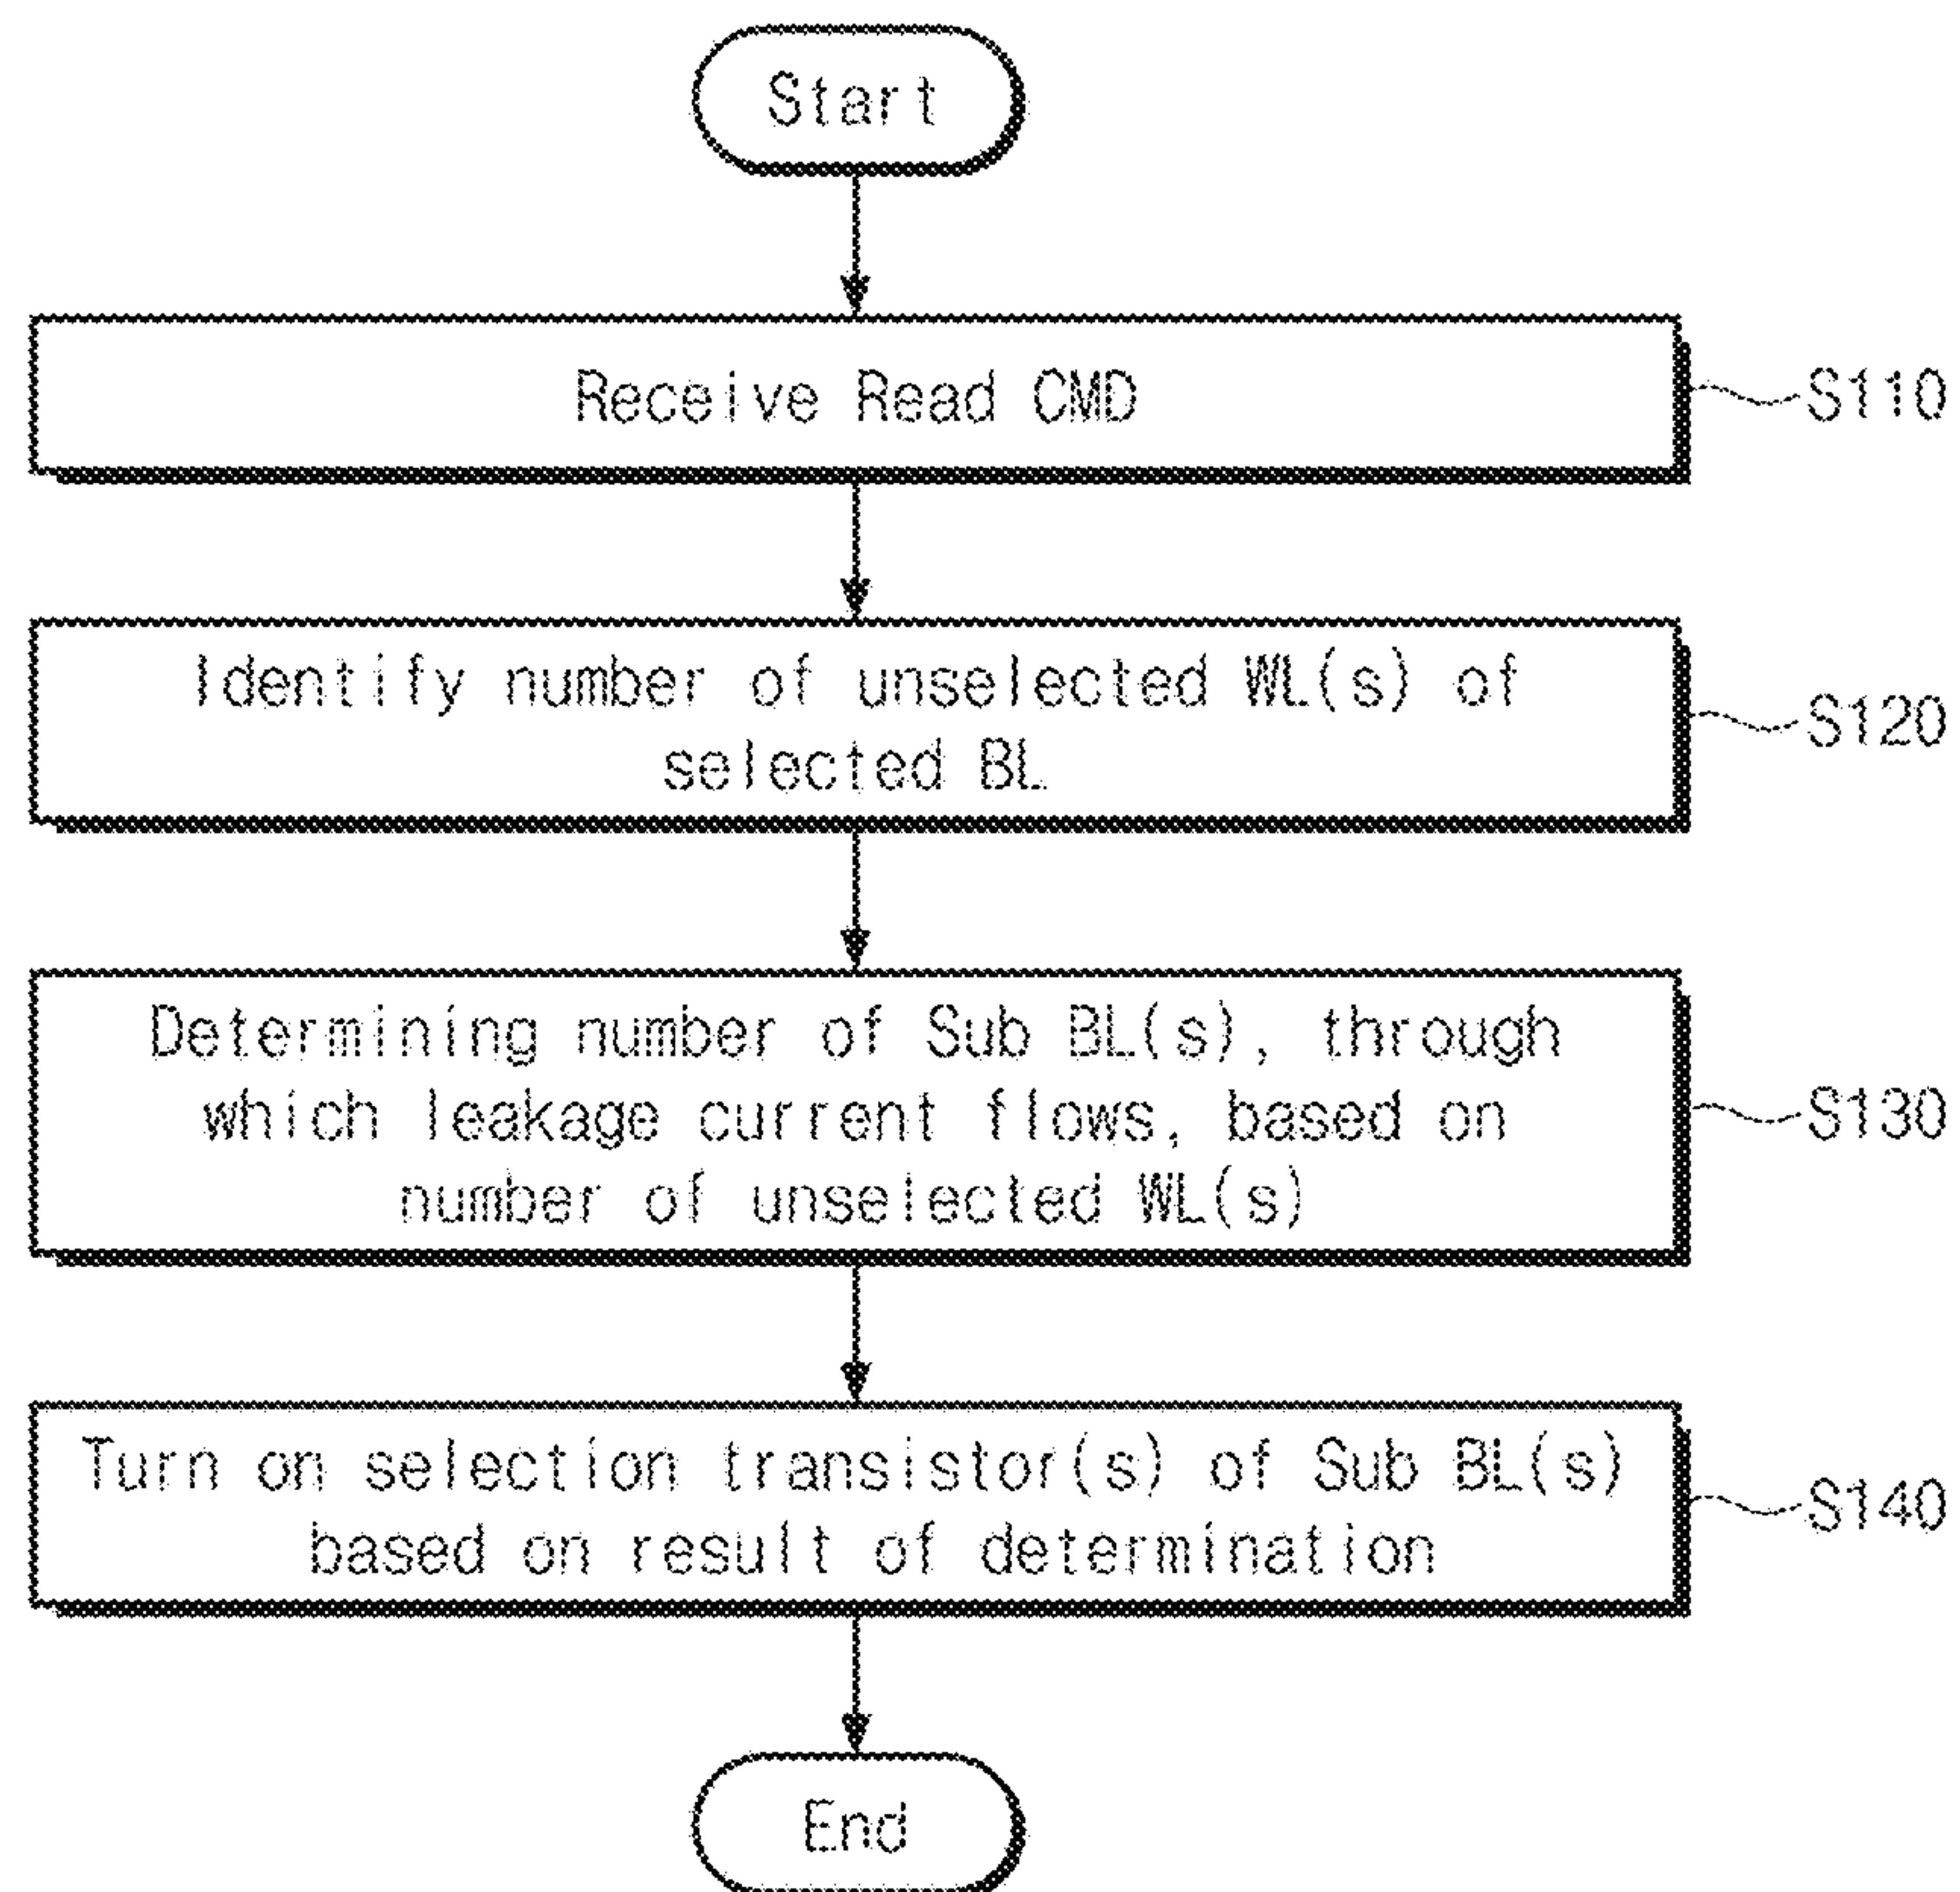 Start
Receive Read CMD
S110
Identify number of unselected WL(s) of
selected BL
S120
Determining number of Sub BL(s), through
which leakage current flows, based on
number of unselected WL(s)
S130
Turn on selection transistor(s) of Sub BL(s)
based on result of determination
S140
End